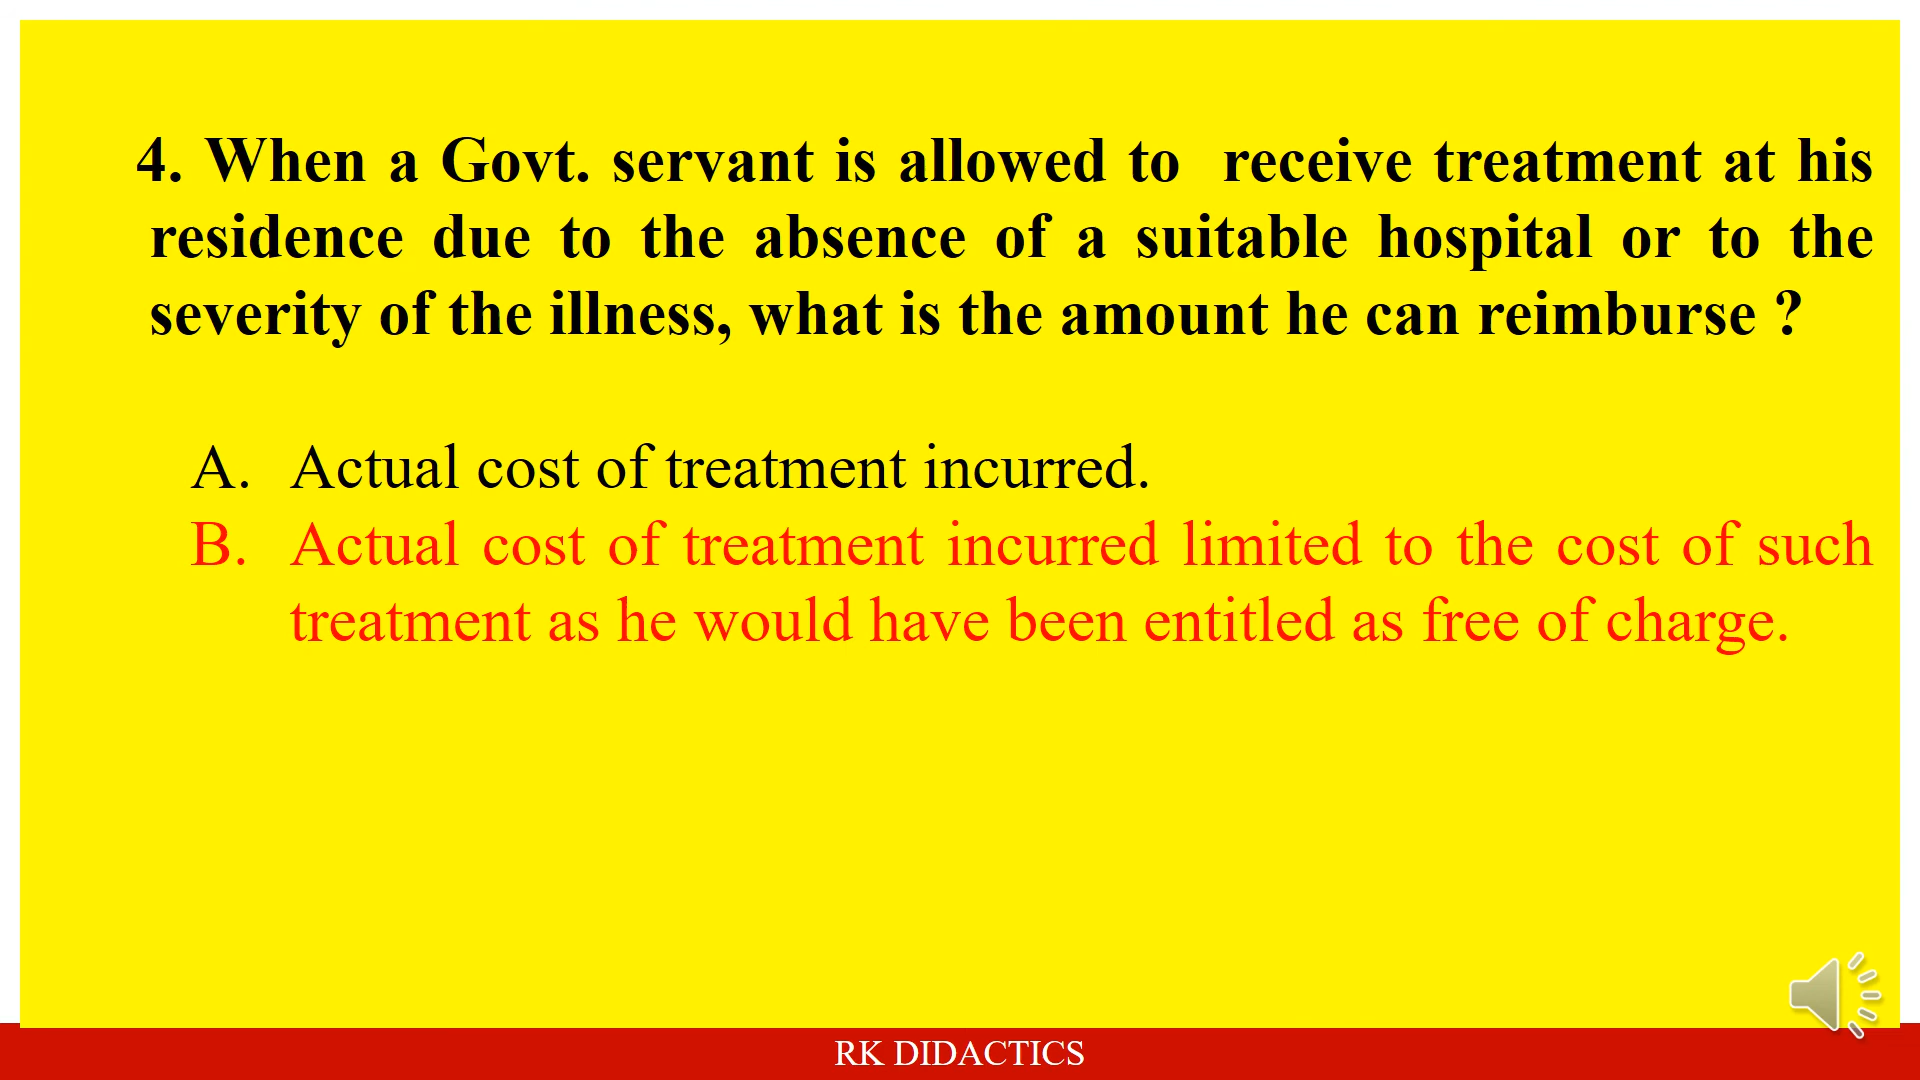 4. When a Govt. servant is allowed to receive treatment at his
residence due to the absence of a suitable hospital or to the
severity of the illness, what is the amount he can reimburse ?
A. Actual cost of treatment incurred.
B. Actual cost of treatment incurred limited to the cost of such
treatment as he would have been entitled as free of charge.
RK DIDACTICS